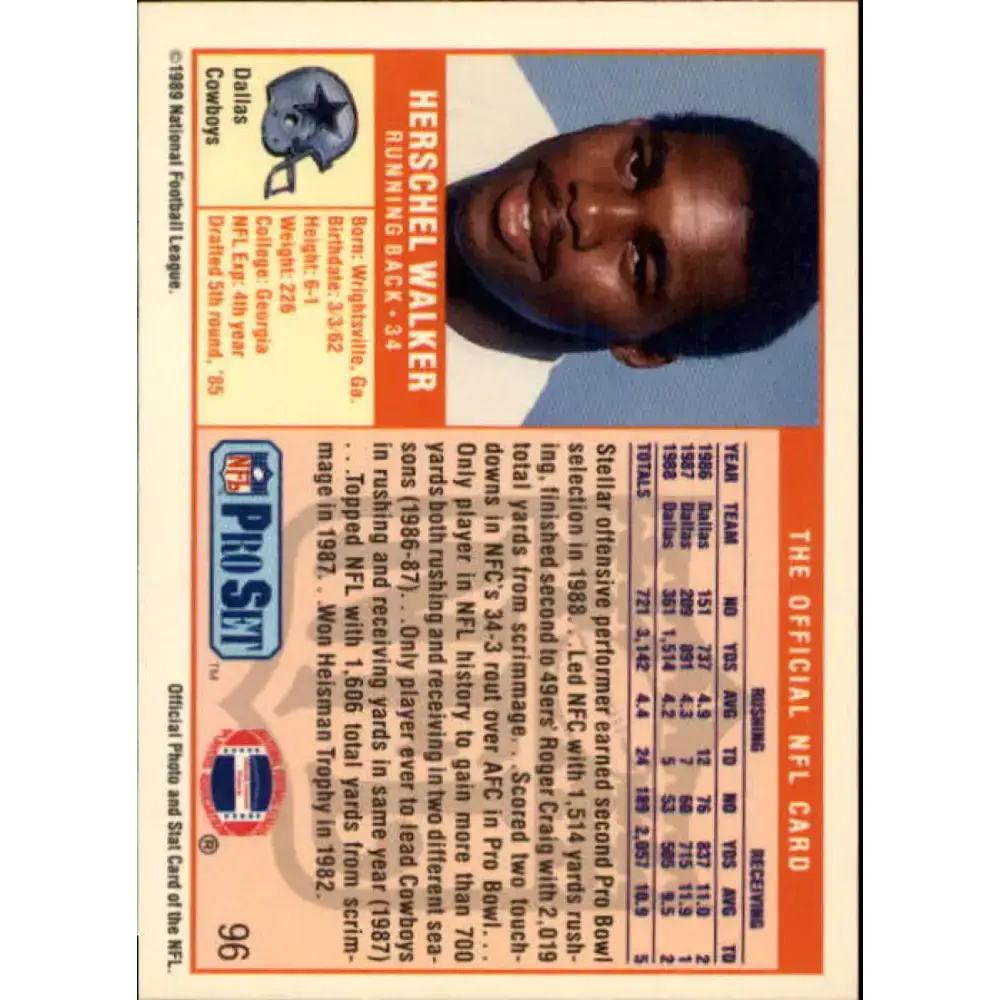 THE OFFICIAL NFL CARD
HERSCHEL WALKER
RUNNING BACK • 34
Dallas
Cowboys
Born: Wrightsville, Ga.
Birthdate: 3/3/62
Height: 6-1
Weight: 226
College: Georgia
NFL Exp: 4th year
Drafted 5th round, '85
RUSHING RECEIVING
YEAR TEAM NO YDS AVG TD NO YDS AVG TD
1986 Dallas 151 737 4.9 12 76 837 11.0 2
1987 Dallas 209 891 4.3 7 60 715 11.9 1
1988 Dallas 361 1,514 4.2 5 53 505 9.5 2
TOTALS 721 3,142 4.4 24 189 2,057 10.9 5
Stellar offensive performer earned second Pro Bowl
selection in 1988. . .Led NFC with 1,514 yards rush-
ing, finished second to 49ers' Roger Craig with 2,019
total yards from scrimmage. . .Scored two touch-
downs in NFC's 34-3 rout over AFC in Pro Bowl. . .
Only player in NFL history to gain more than 700
yards both rushing and receiving in two different sea-
sons (1986-87). . .Only player ever to lead Cowboys
in rushing and receiving yards in same year (1987)
. . .Topped NFL with 1,606 total yards from scrim-
mage in 1987. . .Won Heisman Trophy in 1982.
NFL PRO SET ™
®
96
©1989 National Football League.
Official Photo and Stat Card of the NFL.